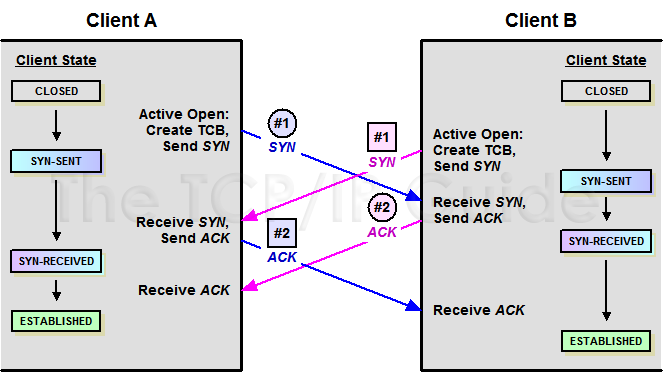 Client A
Client B
Client State
CLOSED
SYN-SENT
SYN-RECEIVED
ESTABLISHED
Active Open:
Create TCB,
Send SYN
Receive SYN,
Send ACK
Receive ACK
#1
SYN
#1
SYN
#2
ACK
#2
ACK
Active Open:
Create TCB,
Send SYN
Receive SYN,
Send ACK
Receive ACK
Client State
CLOSED
SYN-SENT
SYN-RECEIVED
ESTABLISHED
The TCP/IP Guide